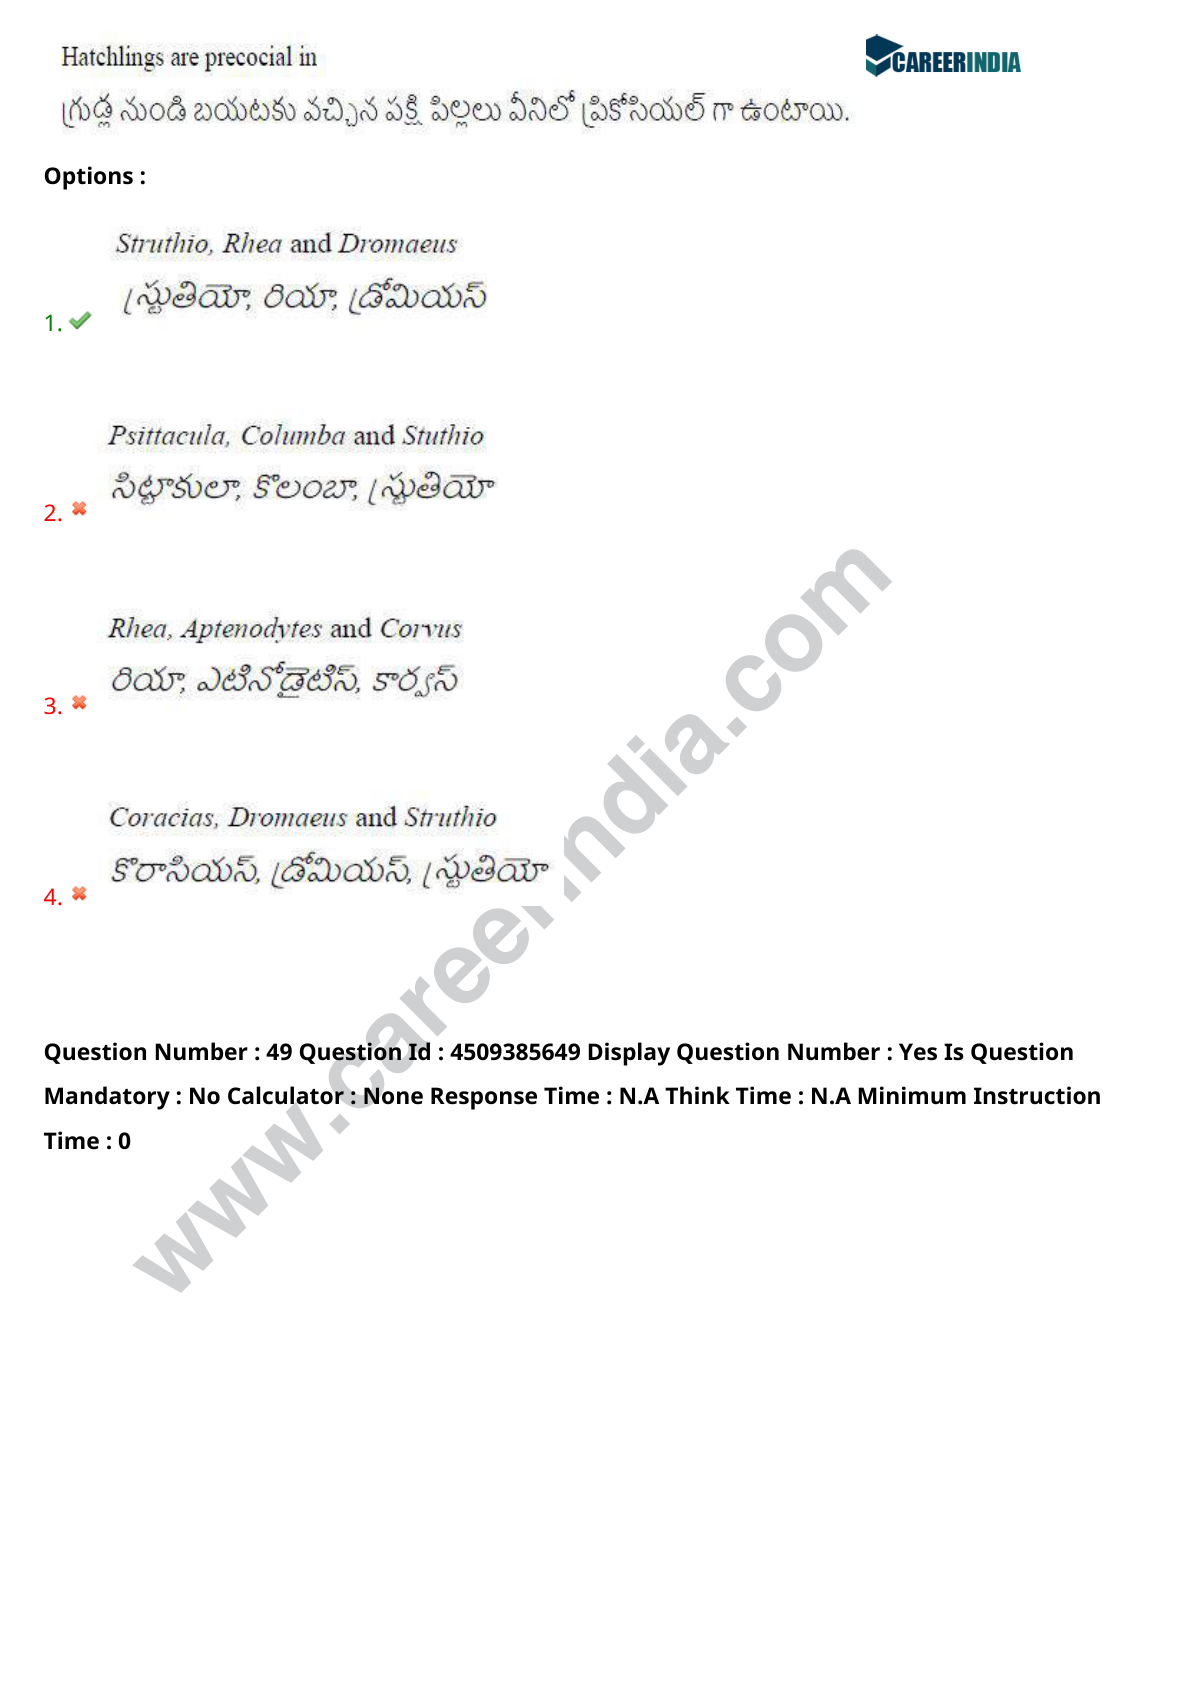 Hatchlings are precocial in
CAREERINDIA
గ్రుడ్ల నుండి బయటకు వచ్చిన పక్షి పిల్లలు వీనిలో ప్రికోసియల్ గా ఉంటాయి.
Options :
Struthio, Rhea and Dromaeus
స్ట్రుతియో, రియా, డ్రోమియస్
1.
Psittacula, Columba and Stuthio
సిట్టాకులా, కొలంబా, స్ట్రుతియో
2.
Rhea, Aptenodytes and Corvus
రియా, ఎటినోడైటిస్, కార్వస్
3.
Coracias, Dromaeus and Struthio
కొరాసియస్, డ్రోమియస్, స్ట్రుతియో
4.
www.careerindia.com
Question Number : 49 Question Id : 4509385649 Display Question Number : Yes Is Question
Mandatory : No Calculator : None Response Time : N.A Think Time : N.A Minimum Instruction
Time : 0